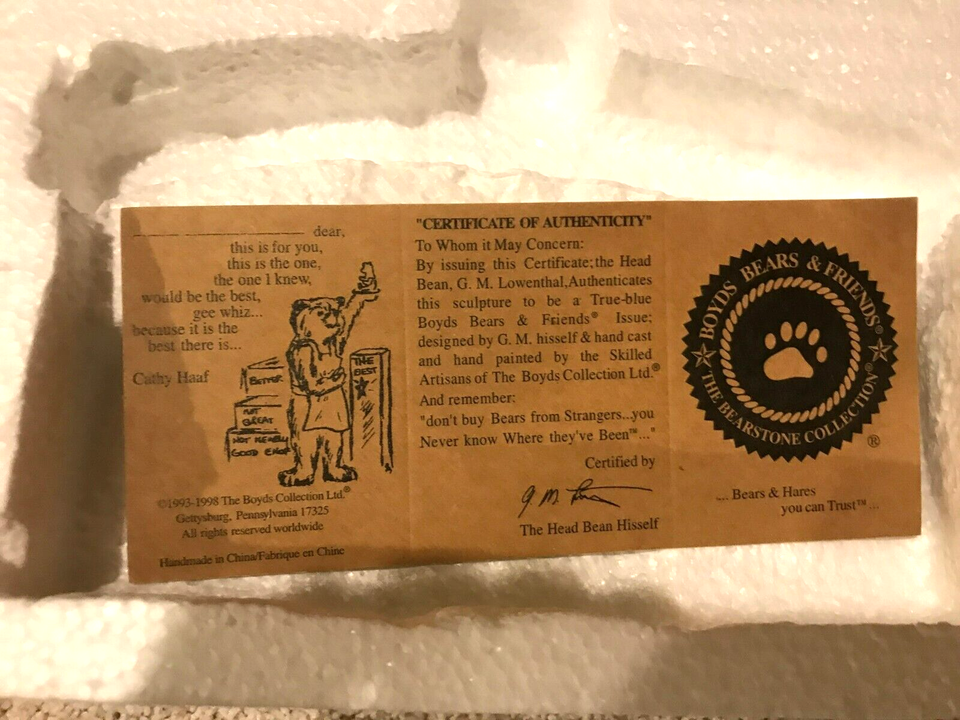 dear,
this is for you,
this is the one,
the one I knew,
would be the best,
gee whiz...
because it is the
best there is...
Cathy Haaf
BETTER
NOT
GREAT
NOT REALLY
GOOD ENOF
THE
BEST
©1993-1998 The Boyds Collection Ltd.®
Gettysburg, Pennsylvania 17325
All rights reserved worldwide
Handmade in China/Fabrique en Chine
"CERTIFICATE OF AUTHENTICITY"
To Whom it May Concern:
By issuing this Certificate; the Head
Bean, G. M. Lowenthal, Authenticates
this sculpture to be a True-blue
Boyds Bears & Friends® Issue;
designed by G. M. hisself & hand cast
and hand painted by the Skilled
Artisans of The Boyds Collection Ltd.®
And remember:
"don't buy Bears from Strangers...you
Never know Where they've Been™..."
Certified by
The Head Bean Hisself
BOYDS BEARS & FRIENDS®
THE BEARSTONE COLLECTION®
®
.... Bears & Hares
you can Trust™ ...